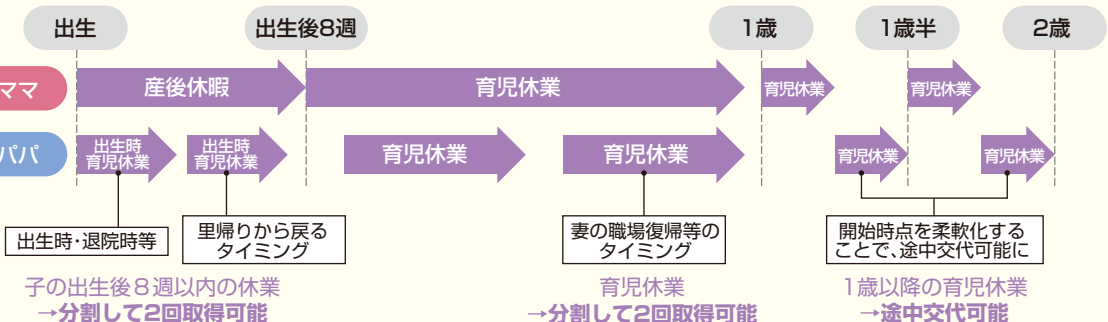 出生
出生後8週
1歳
1歳半
2歳
ママ
産後休暇
育児休業
育児休業
育児休業
パパ
出生時
育児休業
出生時
育児休業
育児休業
育児休業
育児休業
育児休業
出生時・退院時等
里帰りから戻る
タイミング
妻の職場復帰等の
タイミング
開始時点を柔軟化する
ことで、途中交代可能に
子の出生後8週以内の休業
→分割して2回取得可能
育児休業
→分割して2回取得可能
1歳以降の育児休業
→途中交代可能